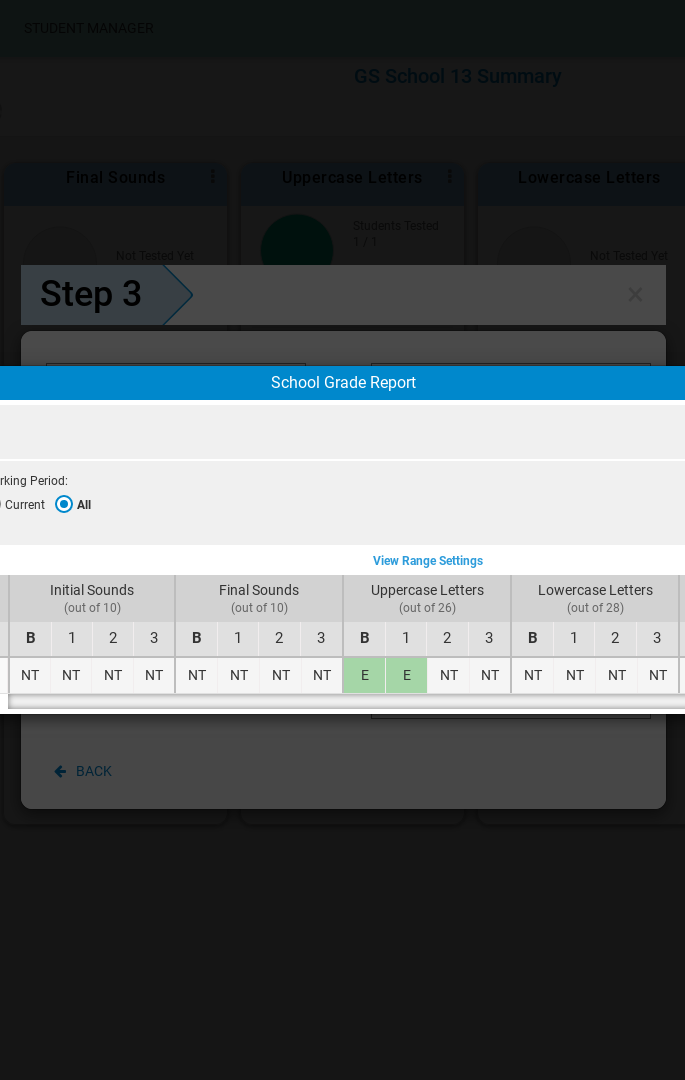 STUDENT MANAGER
GS School 13 Summary
Final Sounds
Uppercase Letters
Lowercase Letters
Students Tested
1 / 1
Not Tested Yet
Not Tested Yet
Step 3
×
School Grade Report
rking Period:
Current All
View Range Settings
Initial Sounds Final Sounds Uppercase Letters Lowercase Letters
(out of 10) (out of 10) (out of 26) (out of 28)
B 1 2 3 B 1 2 3 B 1 2 3 B 1 2 3
NT NT NT NT NT NT NT NT E E NT NT NT NT NT NT
BACK